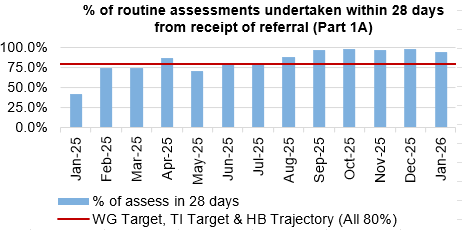 % of routine assessments undertaken within 28 days
from receipt of referral (Part 1A)
100.0%
75.0%
50.0%
25.0%
0.0%
Jan-25
Feb-25
Mar-25
Apr-25
May-25
Jun-25
Jul-25
Aug-25
Sep-25
Oct-25
Nov-25
Dec-25
Jan-26
% of assess in 28 days
WG Target, TI Target & HB Trajectory (All 80%)